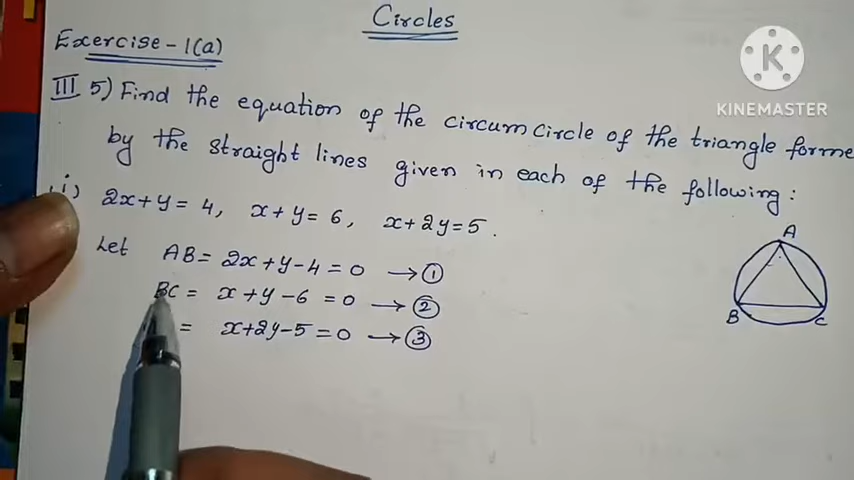 Circles
Exercise-1(a)
III 5) Find the equation of the circumcircle of the triangle forme
by the straight lines given in each of the following :
i) 2x+y=4, x+y=6, x+2y=5.
Let AB= 2x+y-4=0 → ①
BC = x+y-6 =0 → ②
= x+2y-5=0 → ③
A
B C
K
KINEMASTER